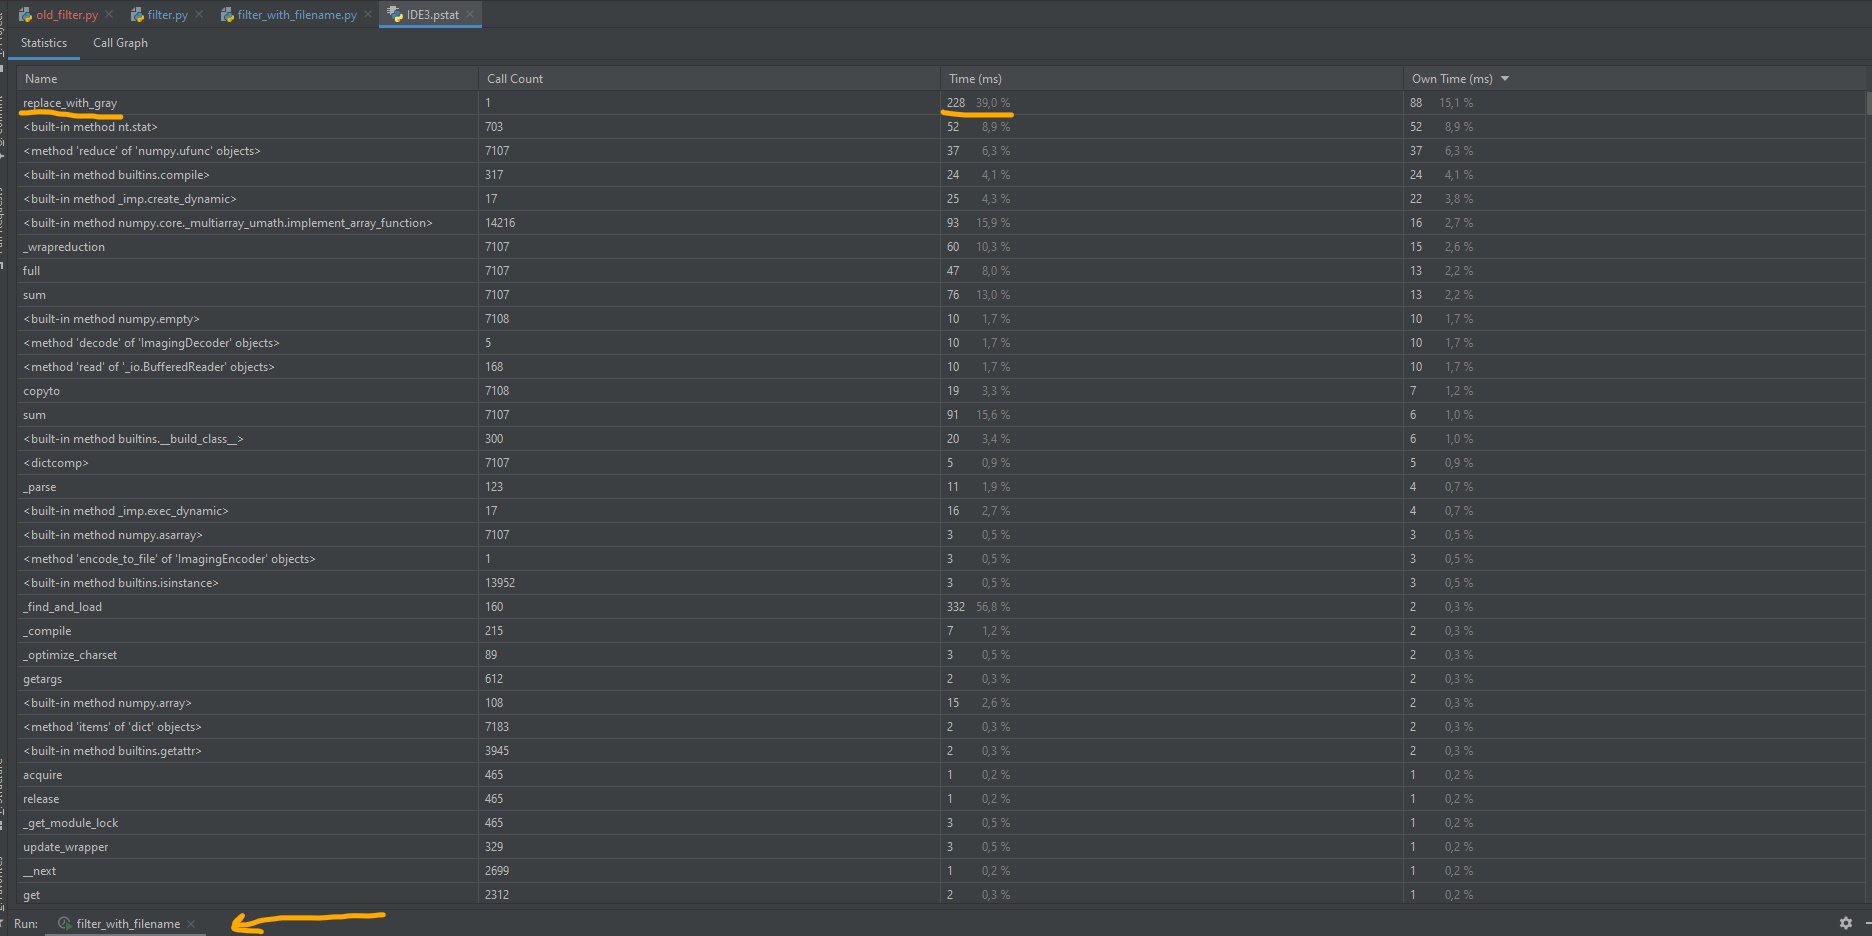 old_filter.py filter.py filter_with_filename.py IDE3.pstat
Statistics Call Graph
Name Call Count Time (ms) Own Time (ms)
replace_with_gray 1 228 39,0 % 88 15,1 %
<built-in method nt.stat> 703 52 8,9 % 52 8,9 %
<method 'reduce' of 'numpy.ufunc' objects> 7107 37 6,3 % 37 6,3 %
<built-in method builtins.compile> 317 24 4,1 % 24 4,1 %
<built-in method _imp.create_dynamic> 17 25 4,3 % 22 3,8 %
<built-in method numpy.core._multiarray_umath.implement_array_function> 14216 93 15,9 % 16 2,7 %
_wrapreduction 7107 60 10,3 % 15 2,6 %
full 7107 47 8,0 % 13 2,2 %
sum 7107 76 13,0 % 13 2,2 %
<built-in method numpy.empty> 7108 10 1,7 % 10 1,7 %
<method 'decode' of 'ImagingDecoder' objects> 5 10 1,7 % 10 1,7 %
<method 'read' of '_io.BufferedReader' objects> 168 10 1,7 % 10 1,7 %
copyto 7108 19 3,3 % 7 1,2 %
sum 7107 91 15,6 % 6 1,0 %
<built-in method builtins.__build_class__> 300 20 3,4 % 6 1,0 %
<dictcomp> 7107 5 0,9 % 5 0,9 %
_parse 123 11 1,9 % 4 0,7 %
<built-in method _imp.exec_dynamic> 17 16 2,7 % 4 0,7 %
<built-in method numpy.asarray> 7107 3 0,5 % 3 0,5 %
<method 'encode_to_file' of 'ImagingEncoder' objects> 1 3 0,5 % 3 0,5 %
<built-in method builtins.isinstance> 13952 3 0,5 % 3 0,5 %
_find_and_load 160 332 56,8 % 2 0,3 %
_compile 215 7 1,2 % 2 0,3 %
_optimize_charset 89 3 0,5 % 2 0,3 %
getargs 612 2 0,3 % 2 0,3 %
<built-in method numpy.array> 108 15 2,6 % 2 0,3 %
<method 'items' of 'dict' objects> 7183 2 0,3 % 2 0,3 %
<built-in method builtins.getattr> 3945 2 0,3 % 2 0,3 %
acquire 465 1 0,2 % 1 0,2 %
release 465 1 0,2 % 1 0,2 %
_get_module_lock 465 3 0,5 % 1 0,2 %
update_wrapper 329 3 0,5 % 1 0,2 %
__next 2699 1 0,2 % 1 0,2 %
get 2312 2 0,3 % 1 0,2 %
Run: filter_with_filename